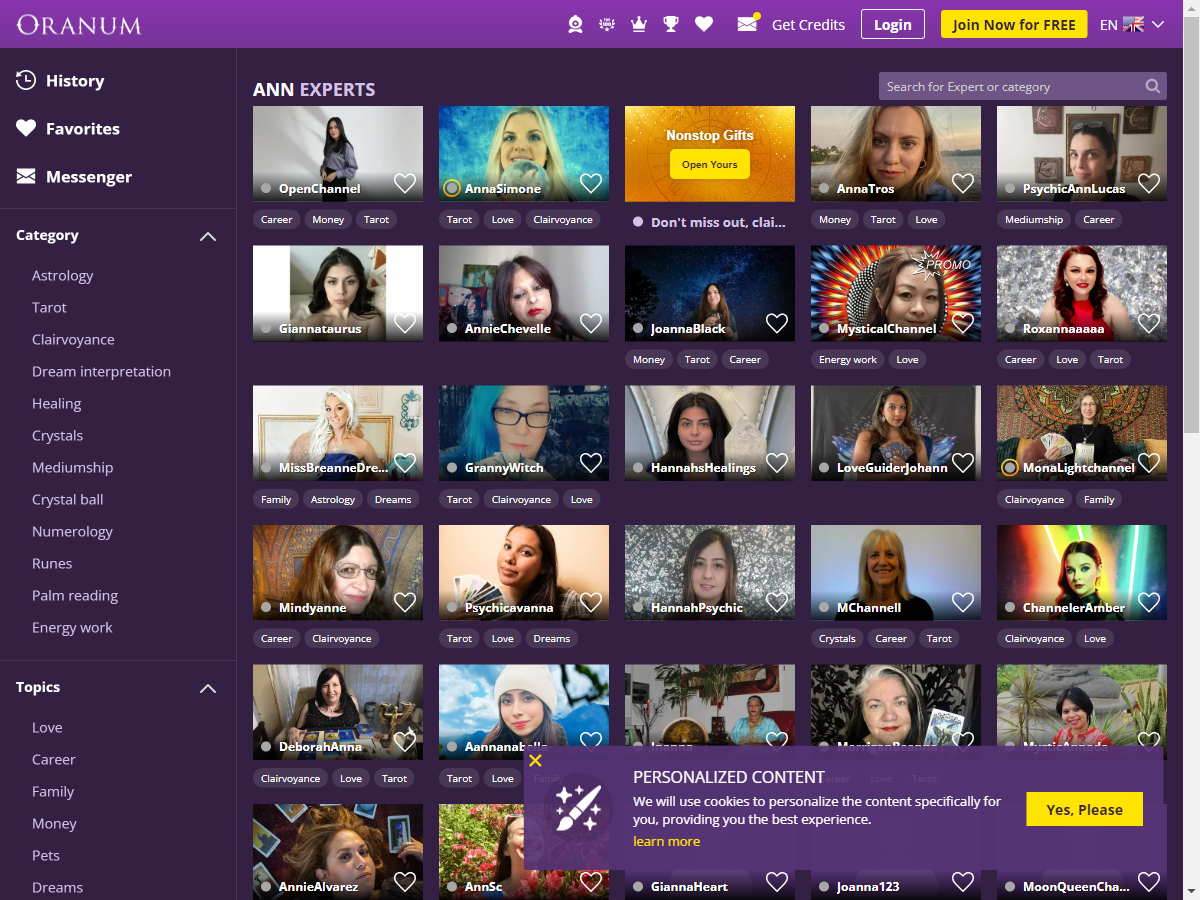 ORANUM
Get Credits
Login
Join Now for FREE
EN
History
Favorites
Messenger
Category
Astrology
Tarot
Clairvoyance
Dream interpretation
Healing
Crystals
Mediumship
Crystal ball
Numerology
Runes
Palm reading
Energy work
Topics
Love
Career
Family
Money
Pets
Dreams
ANN EXPERTS
Search for Expert or category
OpenChannel
Career Money Tarot
AnnaSimone
Tarot Love Clairvoyance
Nonstop Gifts
Open Yours
Don't miss out, clai...
AnnaTros
Money Tarot Love
PsychicAnnLucas
Mediumship Career
Giannataurus
AnnieChevelle
JoannaBlack
Money Tarot Career
PROMO
MysticalChannel
Energy work Love
Roxannaaaaa
Career Love Tarot
MissBreanneDre...
Family Astrology Dreams
GrannyWitch
Tarot Clairvoyance Love
HannahsHealings
LoveGuiderJohann
MonaLightchannel
Clairvoyance Family
Mindyanne
Career Clairvoyance
Psychicavanna
Tarot Love Dreams
HannahPsychic
MChannell
Crystals Career Tarot
ChannelerAmber
Clairvoyance Love
DeborahAnna
Clairvoyance Love Tarot
Aannanabella
Tarot Love Family
Career Love Tarot
PERSONALIZED CONTENT
We will use cookies to personalize the content specifically for
you, providing you the best experience.
learn more
Yes, Please
AnnieAlvarez
AnnSc
GiannaHeart
Joanna123
MoonQueenCha...